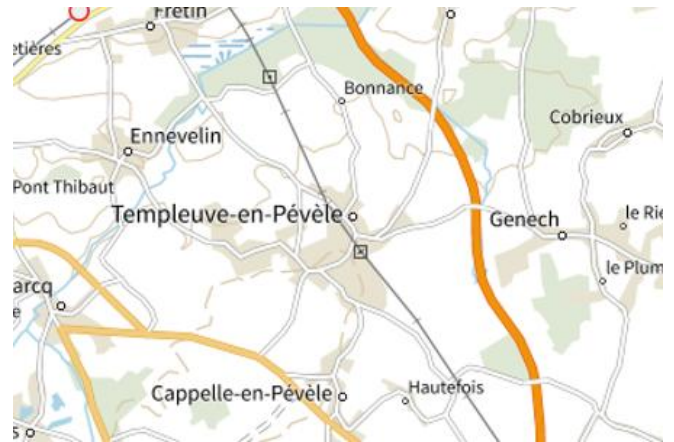 Fretin
etières
Bonnance
Cobrieux
Ennevelin
Pont Thibaut
Templeuve-en-Pévèle
Genech
le Rie
le Plum
arcq
e
Cappelle-en-Pévèle
Hautefois
s